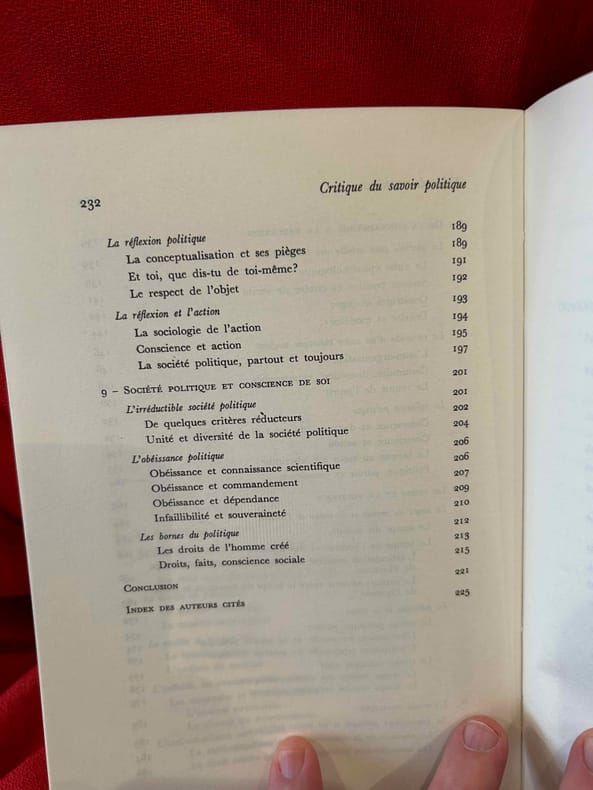 232 Critique du savoir politique
La réflexion politique 189
La conceptualisation et ses pièges 189
Et toi, que dis-tu de toi-même? 191
Le respect de l'objet 192
La réflexion et l'action 193
La sociologie de l'action 194
Conscience et action 195
La société politique, partout et toujours 197
9 – SOCIÉTÉ POLITIQUE ET CONSCIENCE DE SOI 201
L'irréductible société politique 201
De quelques critères réducteurs 202
Unité et diversité de la société politique 204
L'obéissance politique 206
Obéissance et connaissance scientifique 206
Obéissance et commandement 207
Obéissance et dépendance 209
Infaillibilité et souveraineté 210
Les bornes du politique 212
Les droits de l'homme créé 213
Droits, faits, conscience sociale 215
CONCLUSION 221
INDEX DES AUTEURS CITÉS 225